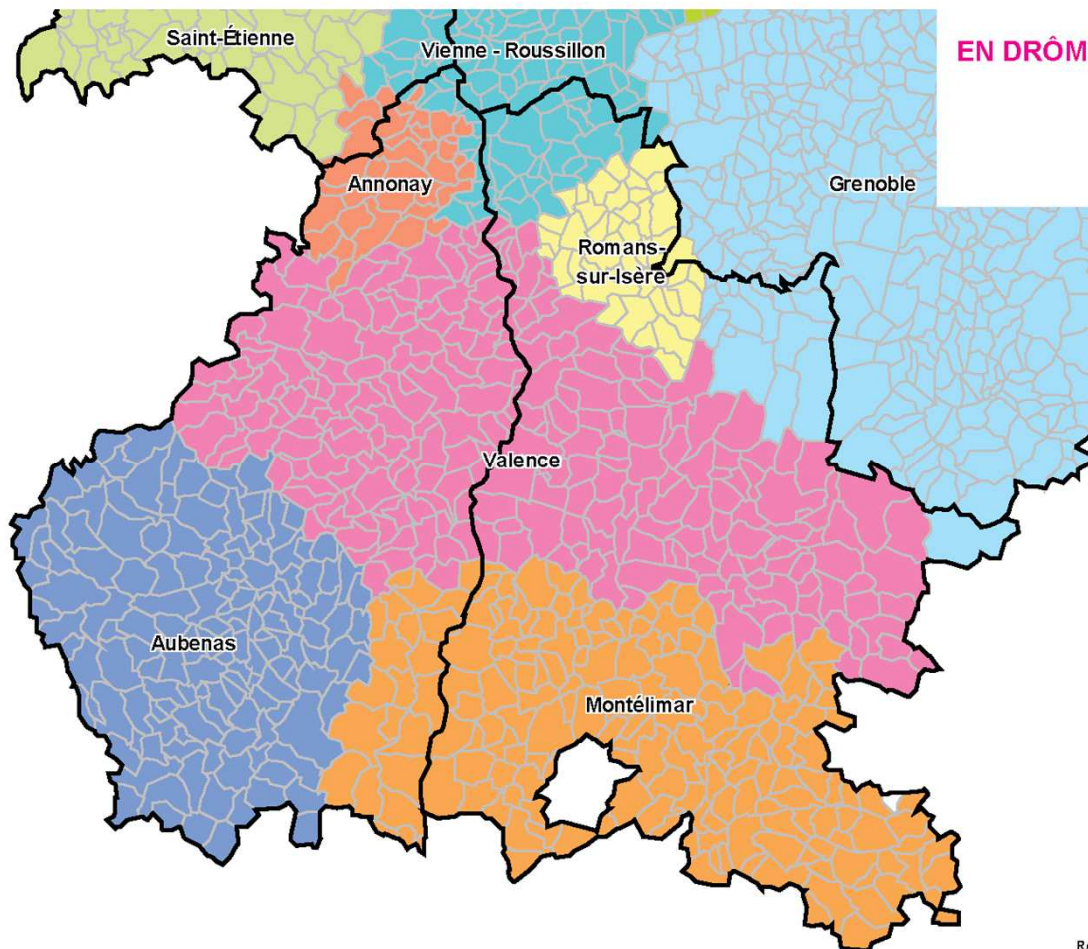 Saint-Étienne
Vienne - Roussillon
EN DRÔM
Annonay
Grenoble
Romans-
sur-Isère
Valence
Aubenas
Montélimar